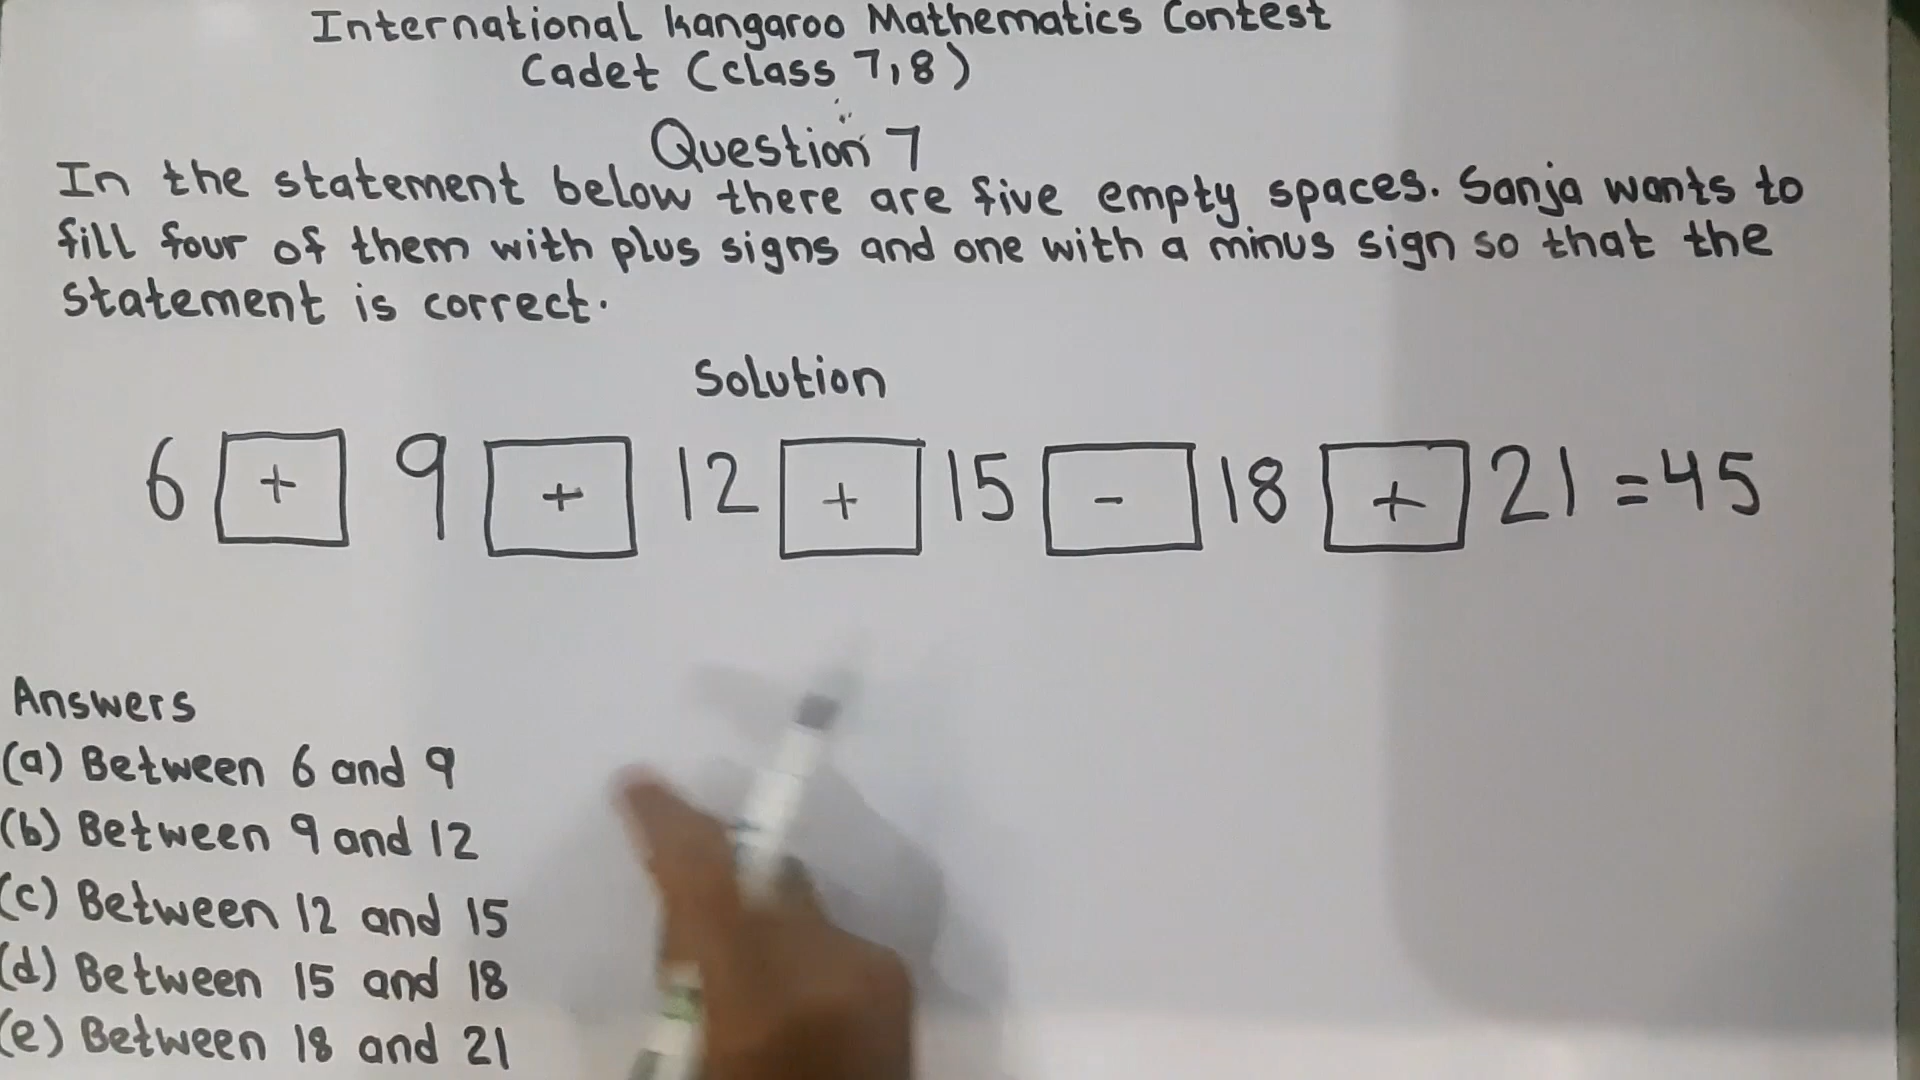 International Kangaroo Mathematics Contest
Cadet (class 7,8)
Question 7
In the statement below there are five empty spaces. Sanja wants to
fill four of them with plus signs and one with a minus sign so that the
statement is correct.
Solution
6 + 9 + 12 + 15 - 18 + 21 = 45
Answers
(a) Between 6 and 9
(b) Between 9 and 12
(c) Between 12 and 15
(d) Between 15 and 18
(e) Between 18 and 21